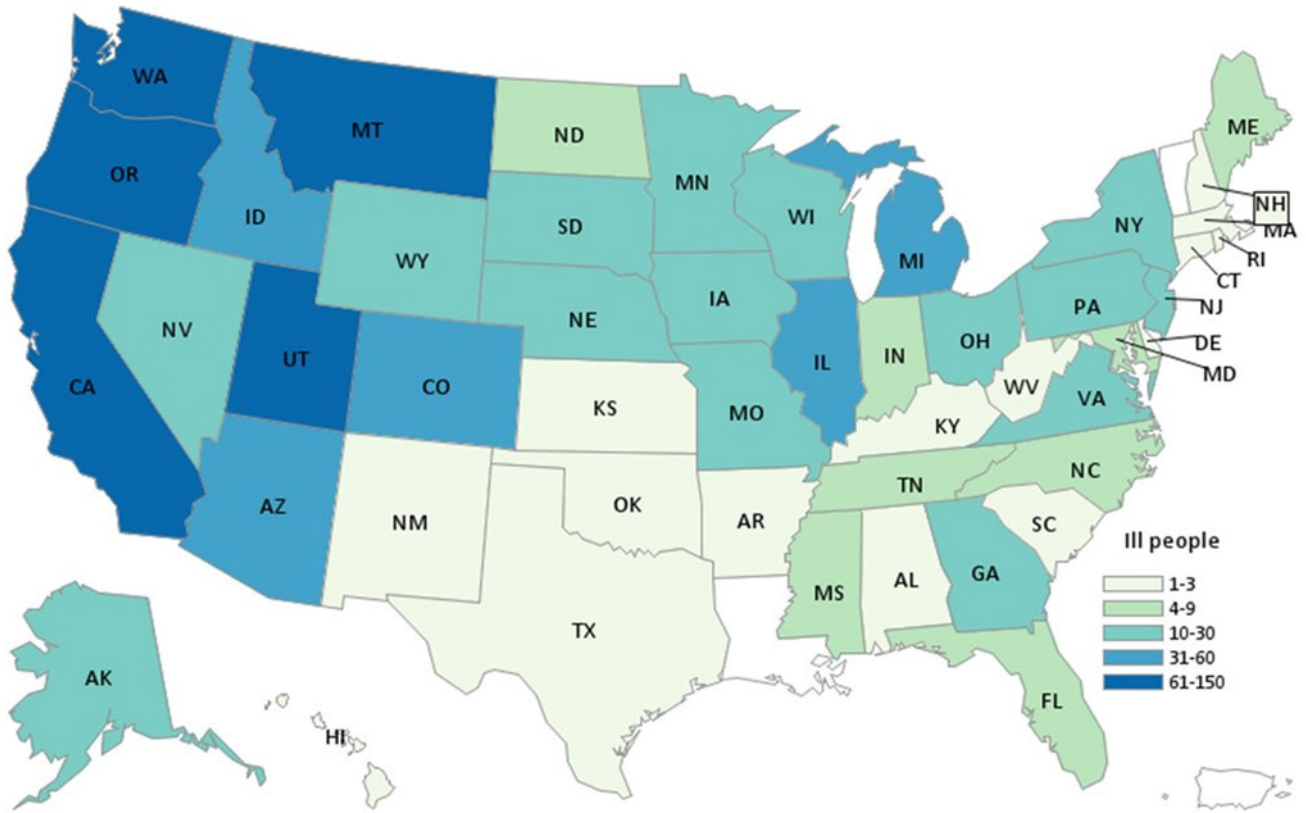 WA
MT
ND
ME
OR
MN
ID
SD
WI
NY
NH
MA
WY
MI
RI
CT
IA
PA
NJ
NV
NE
OH
DE
UT
IL
IN
MD
CA
CO
WV
VA
KS
MO
KY
NC
TN
AZ
NM
OK
AR
SC
GA
AL
MS
TX
Ill people
1-3
4-9
10-30
31-60
61-150
AK
FL
HI